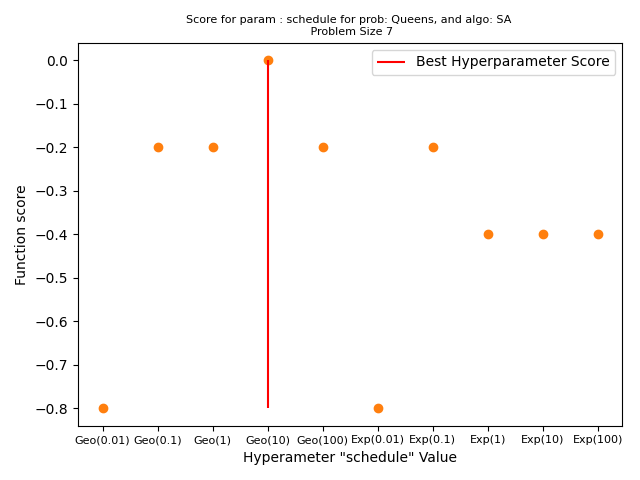 Score for param : schedule for prob: Queens, and algo: SA
Problem Size 7
Best Hyperparameter Score
Function score
0.0
−0.1
−0.2
−0.3
−0.4
−0.5
−0.6
−0.7
−0.8
Geo(0.01) Geo(0.1) Geo(1) Geo(10) Geo(100) Exp(0.01) Exp(0.1) Exp(1) Exp(10) Exp(100)
Hyperameter "schedule" Value